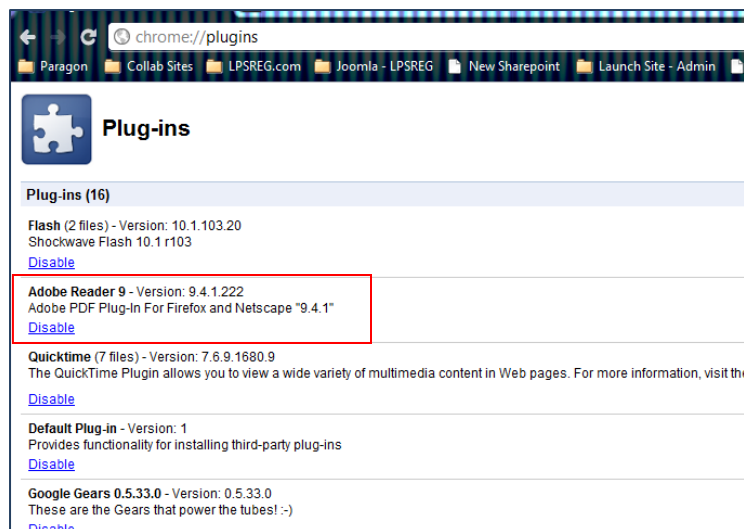 chrome://plugins
Paragon Collab Sites LPSREG.com Joomla - LPSREG New Sharepoint Launch Site - Admin
Plug-ins
Plug-ins (16)
Flash (2 files) - Version: 10.1.103.20
Shockwave Flash 10.1 r103
Disable
Adobe Reader 9 - Version: 9.4.1.222
Adobe PDF Plug-In For Firefox and Netscape "9.4.1"
Disable
Quicktime (7 files) - Version: 7.6.9.1680.9
The QuickTime Plugin allows you to view a wide variety of multimedia content in Web pages. For more information, visit the
Disable
Default Plug-in - Version: 1
Provides functionality for installing third-party plug-ins
Disable
Google Gears 0.5.33.0 - Version: 0.5.33.0
These are the Gears that power the tubes! :-)
Disable